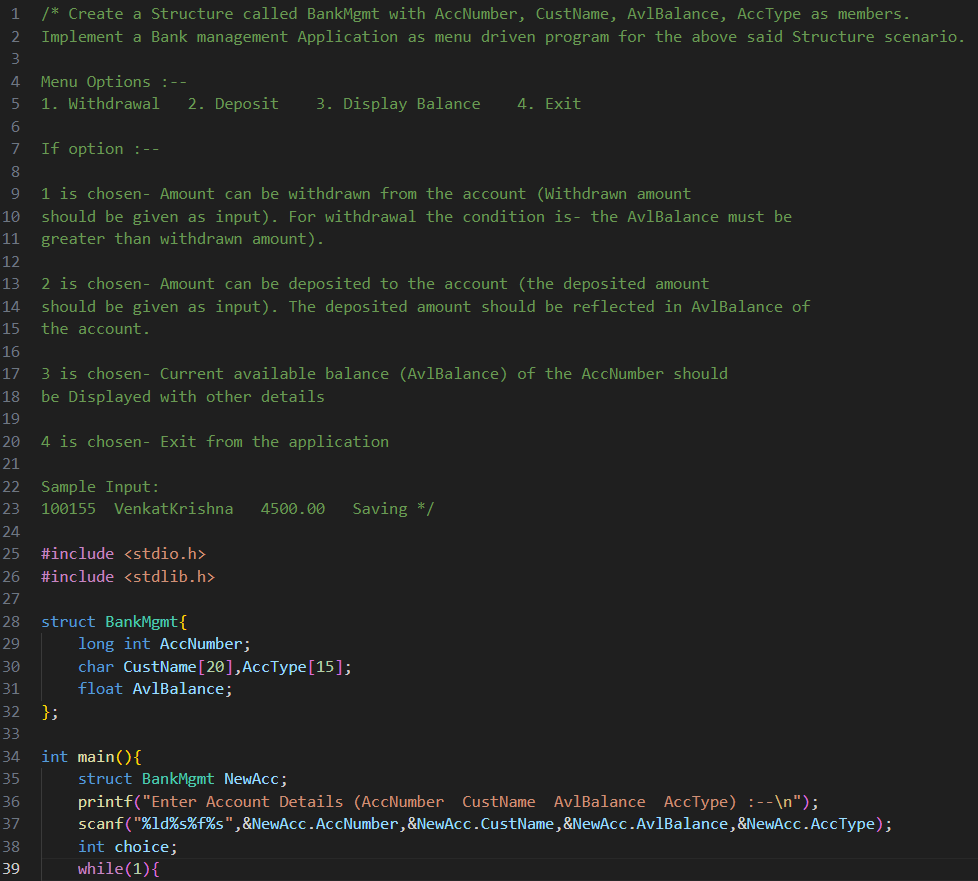 1 /* Create a Structure called BankMgmt with AccNumber, CustName, AvlBalance, AccType as members.
2 Implement a Bank management Application as menu driven program for the above said Structure scenario.
3
4 Menu Options :--
5 1. Withdrawal   2. Deposit    3. Display Balance    4. Exit
6
7 If option :--
8
9 1 is chosen- Amount can be withdrawn from the account (Withdrawn amount
10 should be given as input). For withdrawal the condition is- the AvlBalance must be
11 greater than withdrawn amount).
12
13 2 is chosen- Amount can be deposited to the account (the deposited amount
14 should be given as input). The deposited amount should be reflected in AvlBalance of
15 the account.
16
17 3 is chosen- Current available balance (AvlBalance) of the AccNumber should
18 be Displayed with other details
19
20 4 is chosen- Exit from the application
21
22 Sample Input:
23 100155  VenkatKrishna   4500.00   Saving */
24
25 #include <stdio.h>
26 #include <stdlib.h>
27
28 struct BankMgmt{
29     long int AccNumber;
30     char CustName[20],AccType[15];
31     float AvlBalance;
32 };
33
34 int main(){
35     struct BankMgmt NewAcc;
36     printf("Enter Account Details (AccNumber  CustName  AvlBalance  AccType) :--\n");
37     scanf("%ld%s%f%s",&NewAcc.AccNumber,&NewAcc.CustName,&NewAcc.AvlBalance,&NewAcc.AccType);
38     int choice;
39     while(1){